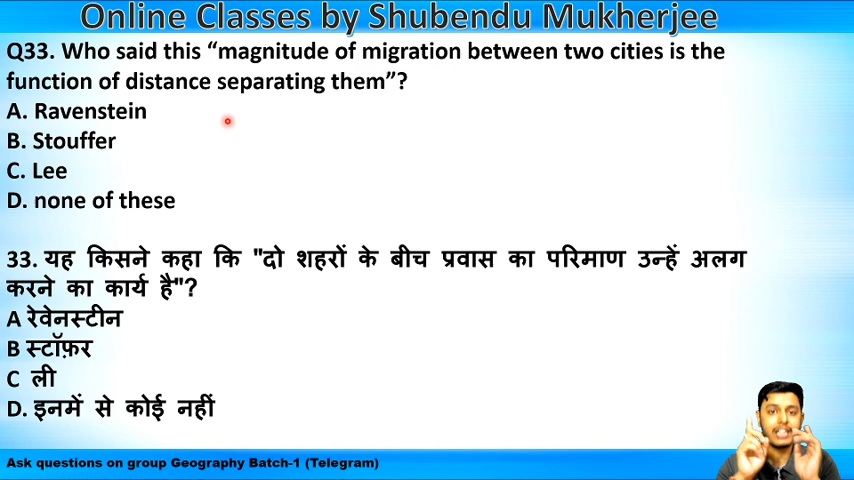 Online Classes by Shubendu Mukherjee
Q33. Who said this “magnitude of migration between two cities is the
function of distance separating them”?
A. Ravenstein
B. Stouffer
C. Lee
D. none of these
33. यह किसने कहा कि "दो शहरों के बीच प्रवास का परिमाण उन्हें अलग
करने का कार्य है"?
A रेवेनस्टीन
B स्टॉफ़र
C ली
D. इनमें से कोई नहीं
Ask questions on group Geography Batch-1 (Telegram)